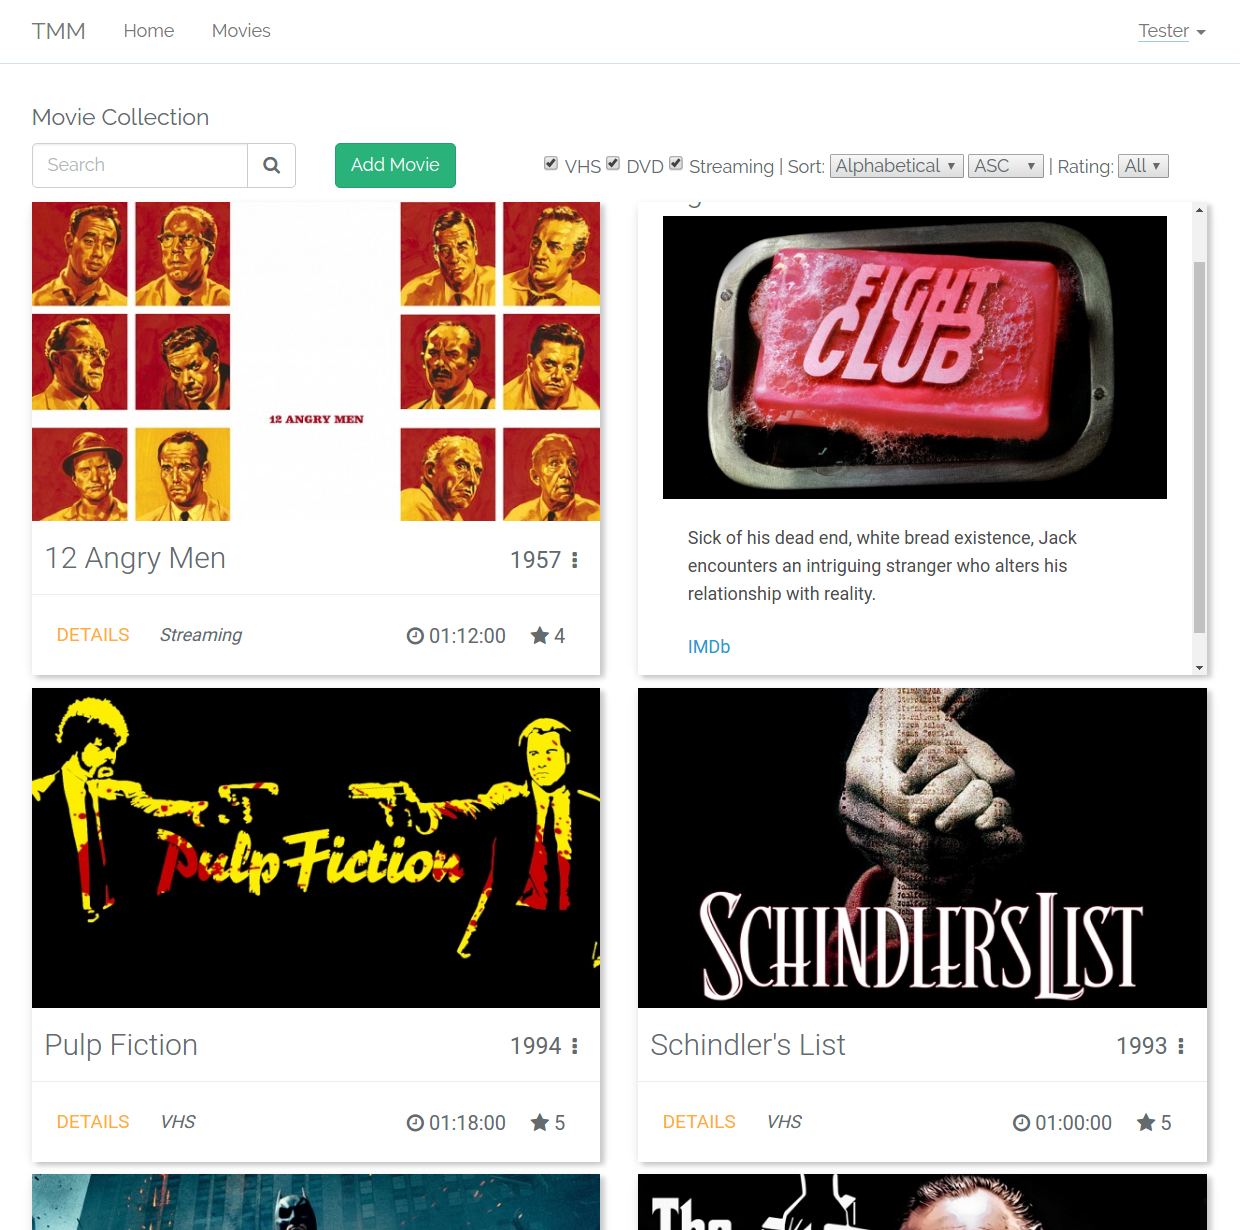 TMM Home Movies Tester
Movie Collection
Search Add Movie VHS DVD Streaming | Sort: Alphabetical ASC | Rating: All
12 ANGRY MEN
12 Angry Men 1957
DETAILS Streaming 01:12:00 4
FIGHT
CLUB
Sick of his dead end, white bread existence, Jack
encounters an intriguing stranger who alters his
relationship with reality.
IMDb
Pulp Fiction
Pulp Fiction 1994
DETAILS VHS 01:18:00 5
SCHINDLER'S LIST
Schindler's List 1993
DETAILS VHS 01:00:00 5
The